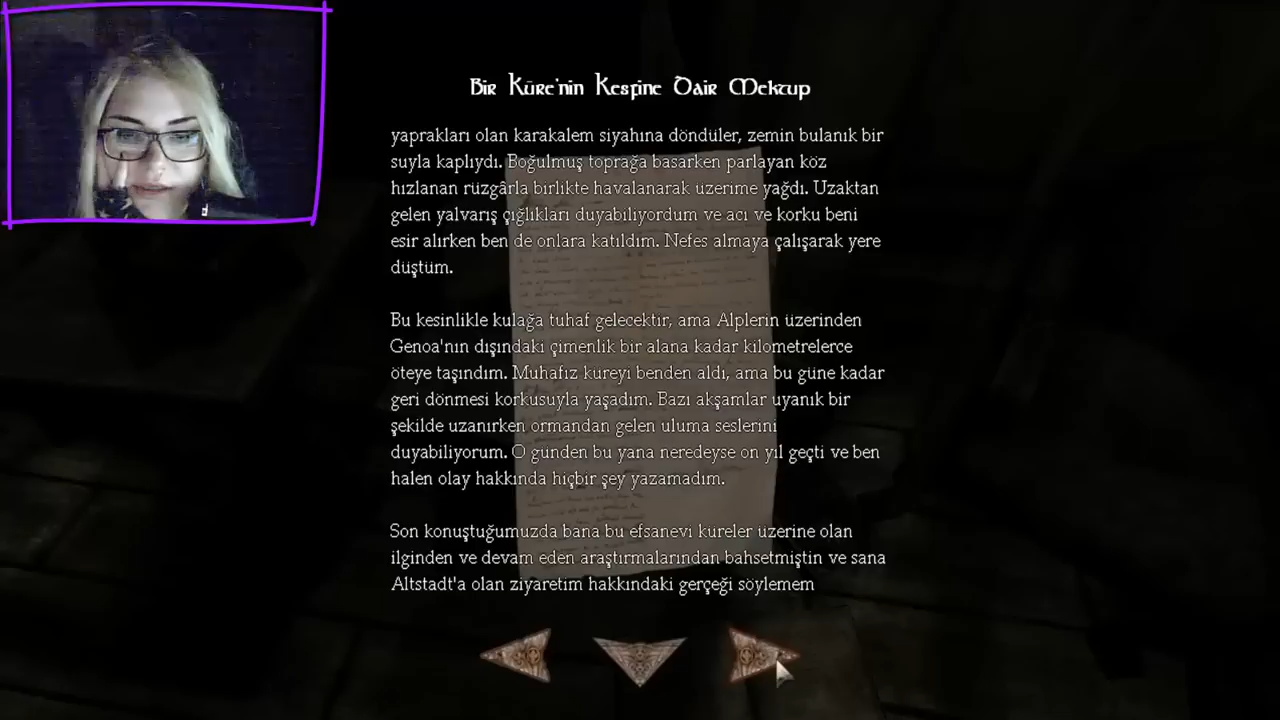 Bir Küre'nin Keşfine Dair Mektup
yaprakları olan karakalem siyahına döndüler, zemin bulanık bir
suyla kaplıydı. Boğulmuş toprağa basarken parlayan köz
hızlanan rüzgârla birlikte havalanarak üzerime yağdı. Uzaktan
gelen yalvarış çığlıkları duyabiliyordum ve acı ve korku beni
esir alırken ben de onlara katıldım. Nefes almaya çalışarak yere
düştüm.
Bu kesinlikle kulağa tuhaf gelecektir, ama Alplerin üzerinden
Genoa'nın dışındaki çimenlik bir alana kadar kilometrelerce
öteye taşındım. Muhafız küreyi benden aldı, ama bu güne kadar
geri dönmesi korkusuyla yaşadım. Bazı akşamlar uyanık bir
şekilde uzanırken ormandan gelen uluma seslerini
duyabiliyorum. O günden bu yana neredeyse on yıl geçti ve ben
halen olay hakkında hiçbir şey yazamadım.
Son konuştuğumuzda bana bu efsanevi küreler üzerine olan
ilginden ve devam eden araştırmalarından bahsetmiştin ve sana
Altstadt'a olan ziyaretim hakkındaki gerçeği söylemem